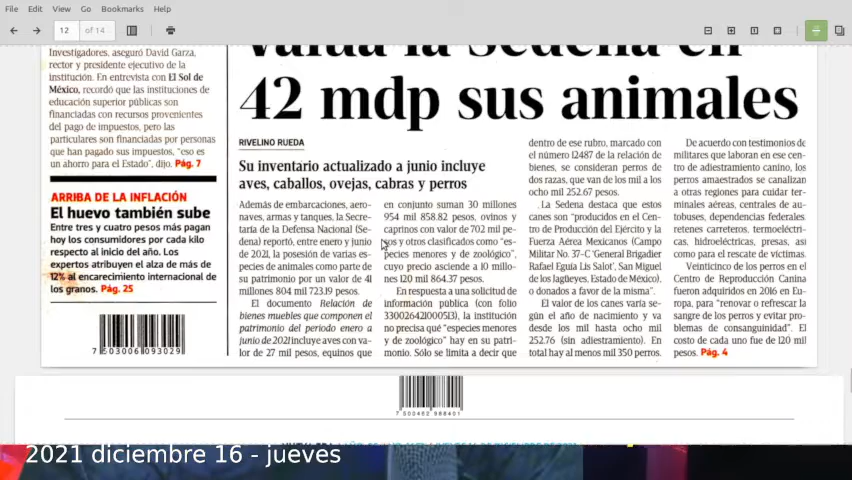 File Edit View Go Bookmarks Help
12 of 14
valúa la Sedena en
42 mdp sus animales
Investigadores, aseguró David Garza,
rector y presidente ejecutivo de la
institución. En entrevista con El Sol de
México, recordó que las instituciones de
educación superior públicas son
financiadas con recursos provenientes
del pago de impuestos, pero las
particulares son financiadas por personas
que han pagado sus impuestos, “eso es
un ahorro para el Estado”, dijo. Pág. 7
ARRIBA DE LA INFLACIÓN
El huevo también sube
Entre tres y cuatro pesos más pagan
hoy los consumidores por cada kilo
respecto al inicio del año. Los
expertos atribuyen el alza de más de
12% al encarecimiento internacional de
los granos. Pág. 25
7 503006 093029
RIVELINO RUEDA
Su inventario actualizado a junio incluye
aves, caballos, ovejas, cabras y perros
Además de embarcaciones, aero-
naves, armas y tanques, la Secre-
taría de la Defensa Nacional (Se-
dena) reportó, entre enero y junio
de 2021, la posesión de varias es-
pecies de animales como parte de
su patrimonio por un valor de 41
millones 804 mil 723.19 pesos.
El documento Relación de
bienes muebles que componen el
patrimonio del periodo enero a
junio de 2021 incluye aves con va-
lor de 27 mil pesos, equinos que
en conjunto suman 30 millones
954 mil 858.82 pesos, ovinos y
caprinos con valor de 702 mil pe-
sos y otros clasificados como “es-
pecies menores y de zoológico”,
cuyo precio asciende a 10 millo-
nes 120 mil 864.37 pesos.
En respuesta a una solicitud de
información pública (con folio
330026421000513), la institución
no precisa qué “especies menores
y de zoológico” hay en su patri-
monio. Sólo se limita a decir que
dentro de ese rubro, marcado con
el número 12487 de la relación de
bienes, se consideran perros de
dos razas, que van de los mil a los
ocho mil 252.67 pesos.
La Sedena destaca que estos
canes son “producidos en el Cen-
tro de Producción del Ejército y la
Fuerza Aérea Mexicanos (Campo
Militar No. 37-C ‘General Brigadier
Rafael Eguía Lis Salot’, San Miguel
de los Jagüeyes, Estado de México),
o donados a favor de la misma”.
El valor de los canes varía se-
gún el año de nacimiento y va
desde los mil hasta ocho mil
252.76 (sin adiestramiento). En
total hay al menos mil 350 perros.
De acuerdo con testimonios de
militares que laboran en ese cen-
tro de adiestramiento canino, los
perros amaestrados se canalizan
a otras regiones para cuidar ter-
minales aéreas, centrales de au-
tobuses, dependencias federales,
retenes carreteros, termoeléctri-
cas, hidroeléctricas, presas, así
como para el rescate de víctimas.
Veinticinco de los perros en el
Centro de Reproducción Canina
fueron adquiridos en 2016 en Eu-
ropa, para “renovar o refrescar la
sangre de los perros y evitar pro-
blemas de consanguinidad”. El
costo de cada uno fue de 120 mil
pesos. Pág. 4
7 500462 988401
2021 diciembre 16 - jueves